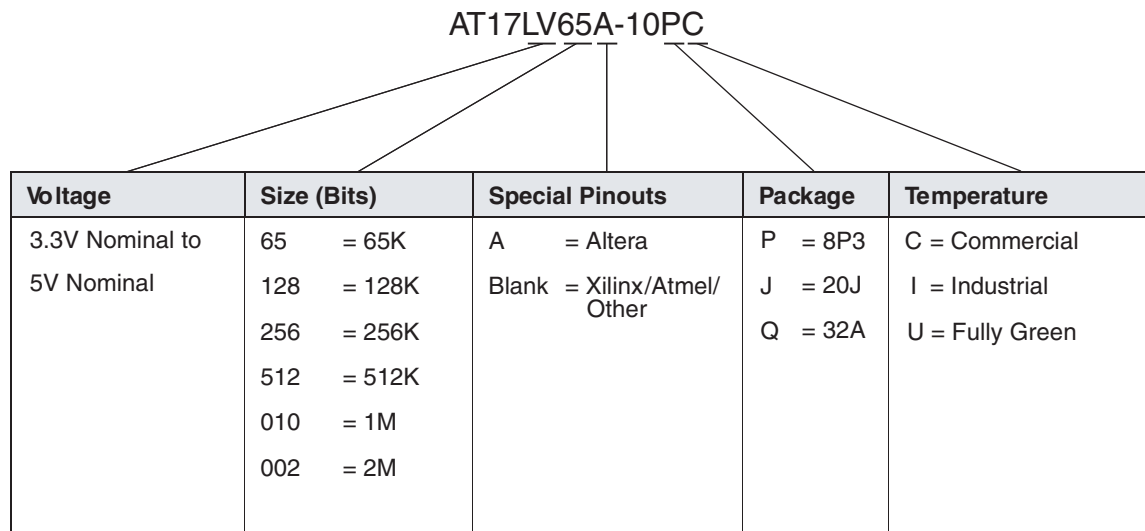 AT17LV65A-10PC
Voltage Size (Bits) Special Pinouts Package Temperature
3.3V Nominal to 65 = 65K A = Altera P = 8P3 C = Commercial
5V Nominal 128 = 128K Blank = Xilinx/Atmel/ J = 20J I = Industrial
Other
256 = 256K Q = 32A U = Fully Green
512 = 512K
010 = 1M
002 = 2M